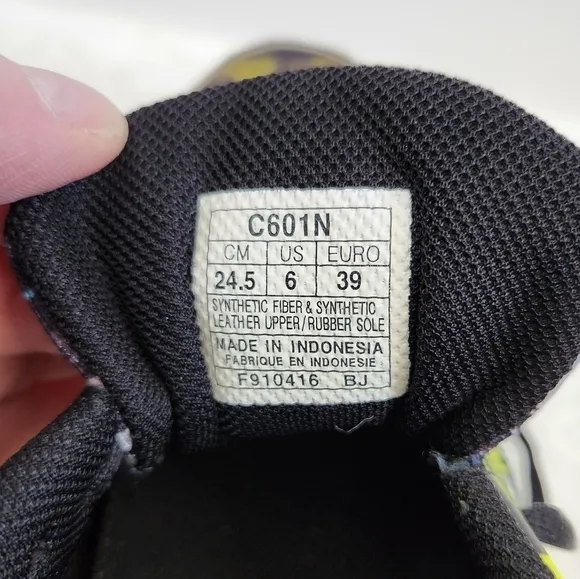 C601N
CM US EURO
24.5 6 39
SYNTHETIC FIBER & SYNTHETIC
LEATHER UPPER/RUBBER SOLE
MADE IN INDONESIA
FABRIQUE EN INDONESIE
F910416 BJ